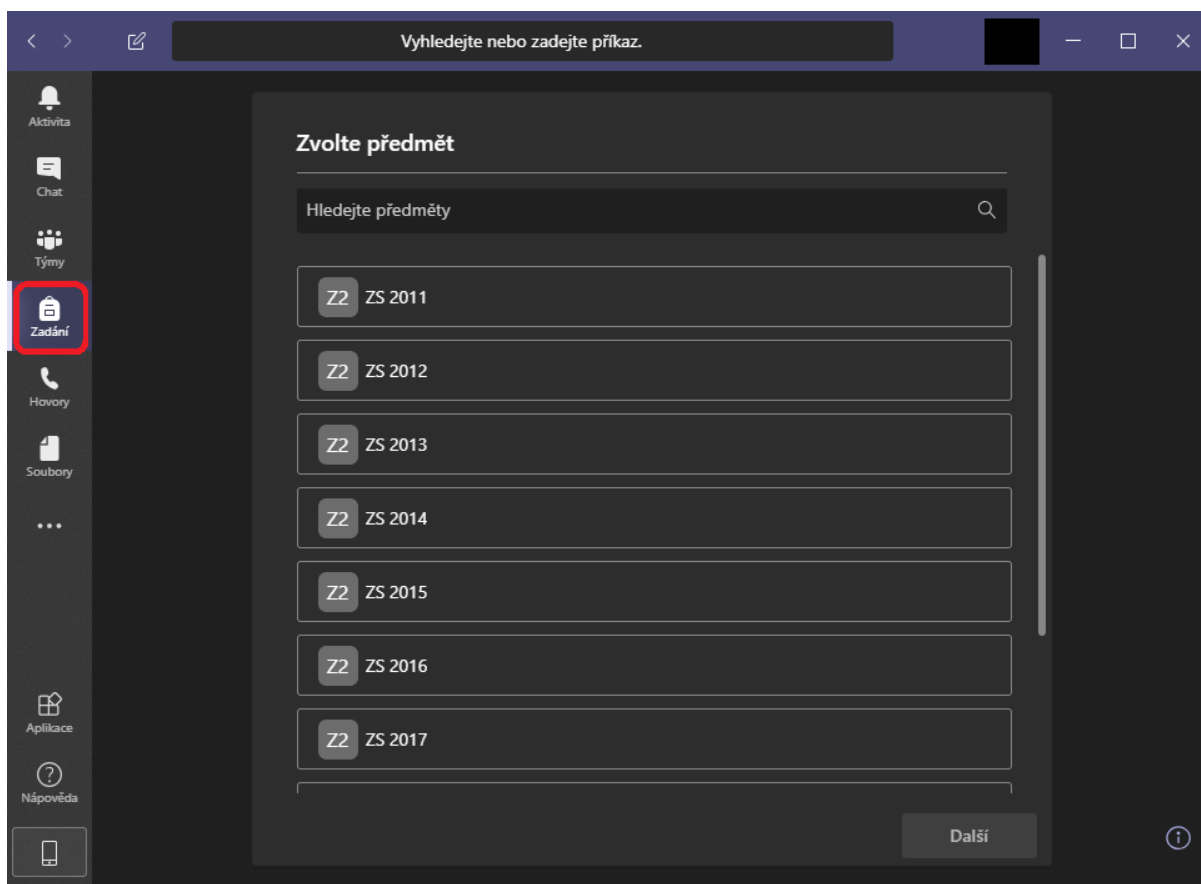 Vyhledejte nebo zadejte příkaz.
Aktivita
Chat
Týmy
Zadání
Hovory
Soubory
Aplikace
Nápověda
Zvolte předmět
Hledejte předměty
Z2 ZS 2011
Z2 ZS 2012
Z2 ZS 2013
Z2 ZS 2014
Z2 ZS 2015
Z2 ZS 2016
Z2 ZS 2017
Další